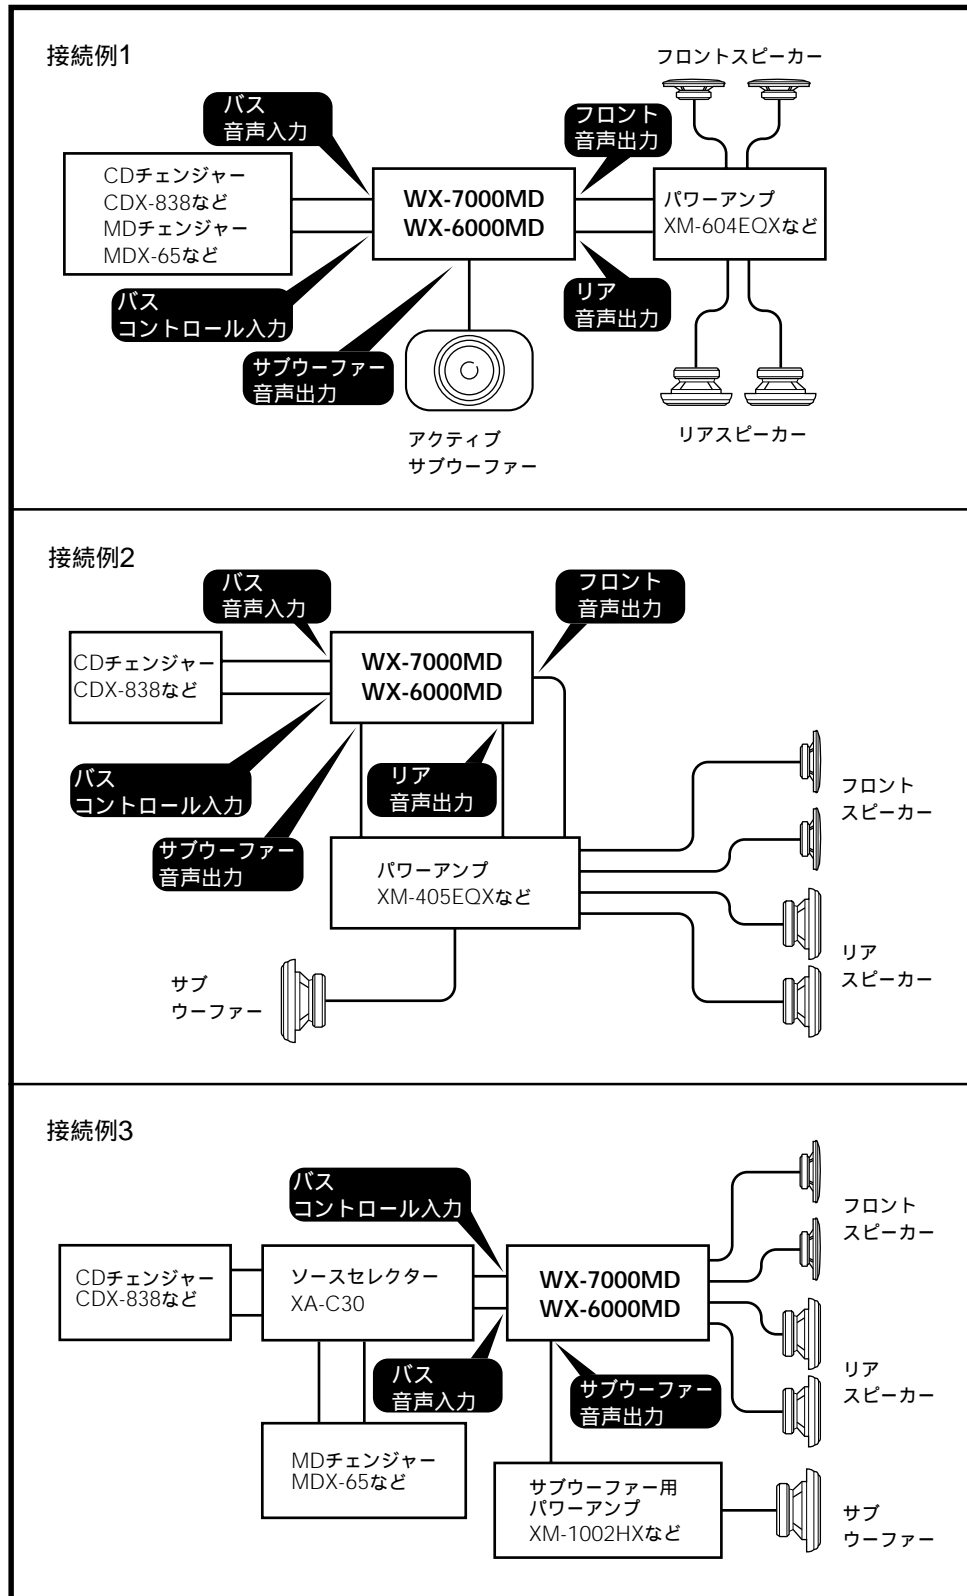 接続例1
フロントスピーカー
バス
音声入力
フロント
音声出力
CDチェンジャー
CDX-838など
MDチェンジャー
MDX-65など
WX-7000MD
WX-6000MD
パワーアンプ
XM-604EQXなど
バス
コントロール入力
リア
音声出力
サブウーファー
音声出力
アクティブ
サブウーファー
リアスピーカー
接続例2
バス
音声入力
フロント
音声出力
CDチェンジャー
CDX-838など
WX-7000MD
WX-6000MD
バス
コントロール入力
リア
音声出力
フロント
スピーカー
サブウーファー
音声出力
パワーアンプ
XM-405EQXなど
リア
スピーカー
サブ
ウーファー
接続例3
バス
コントロール入力
フロント
スピーカー
CDチェンジャー
CDX-838など
ソースセレクター
XA-C30
WX-7000MD
WX-6000MD
バス
音声入力
サブウーファー
音声出力
リア
スピーカー
MDチェンジャー
MDX-65など
サブウーファー用
パワーアンプ
XM-1002HXなど
サブ
ウーファー